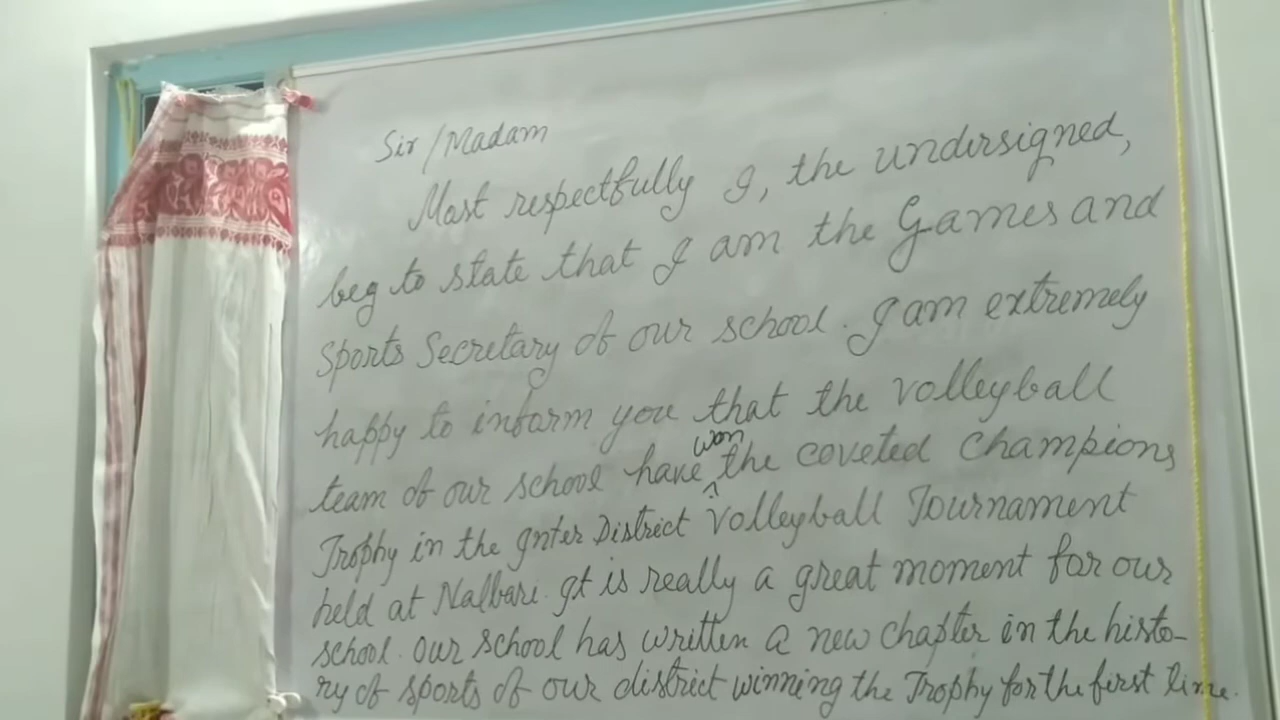 Sir/Madam
Most respectfully I, the undersigned,
beg to state that I am the Games and
Sports Secretary of our school. I am extremely
happy to inform you that the volleyball
team of our school have won the coveted Champions
Trophy in the Inter District Volleyball Tournament
held at Nalbari. It is really a great moment for our
school. Our school has written a new chapter in the histo-
ry of sports of our district winning the Trophy for the first time.